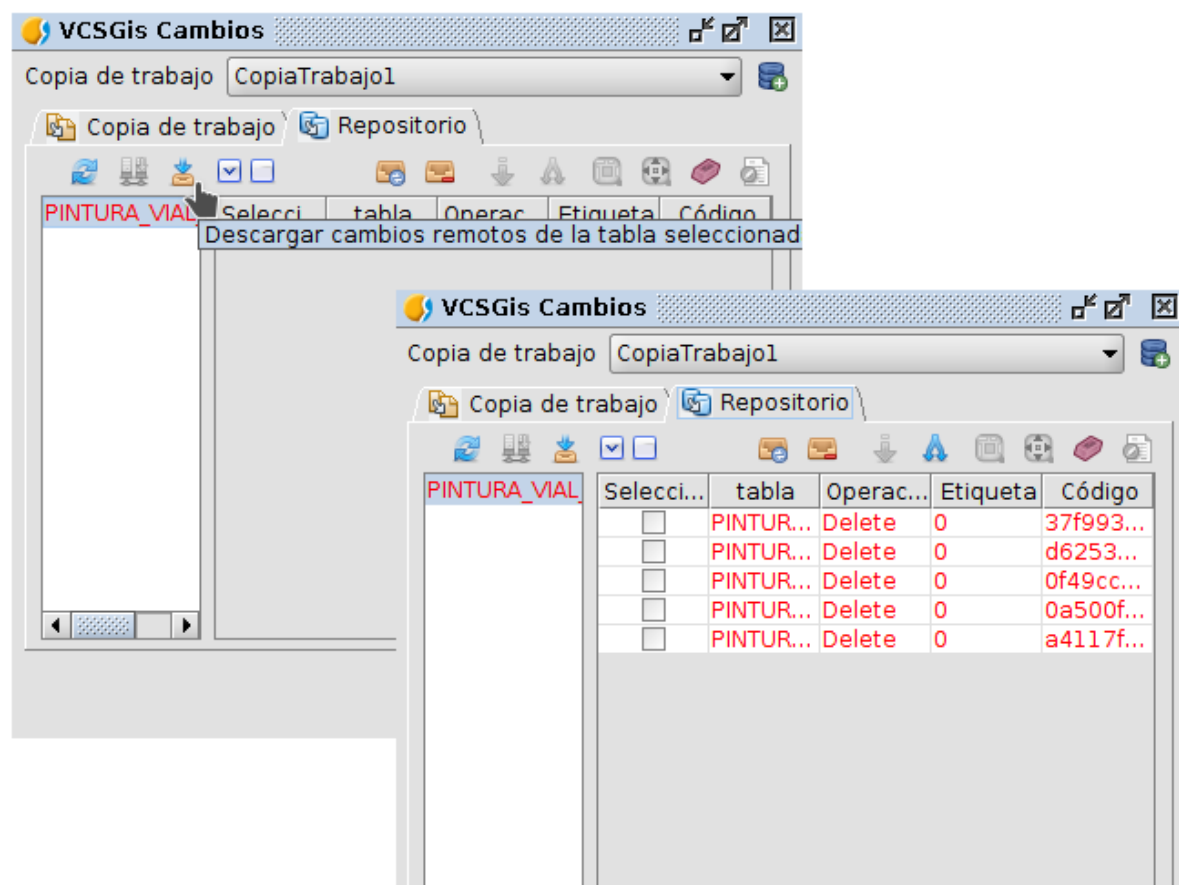 VCSGis Cambios
Copia de trabajo CopiaTrabajo1
Copia de trabajo Repositorio
PINTURA_VIAL Selecci... tabla Operac... Etiqueta Código
Descargar cambios remotos de la tabla seleccionad
VCSGis Cambios
Copia de trabajo CopiaTrabajo1
Copia de trabajo Repositorio
PINTURA_VIAL_ Selecci... tabla Operac... Etiqueta Código
PINTUR... Delete 0 37f993...
PINTUR... Delete 0 d6253...
PINTUR... Delete 0 0f49cc...
PINTUR... Delete 0 0a500f...
PINTUR... Delete 0 a4117f...